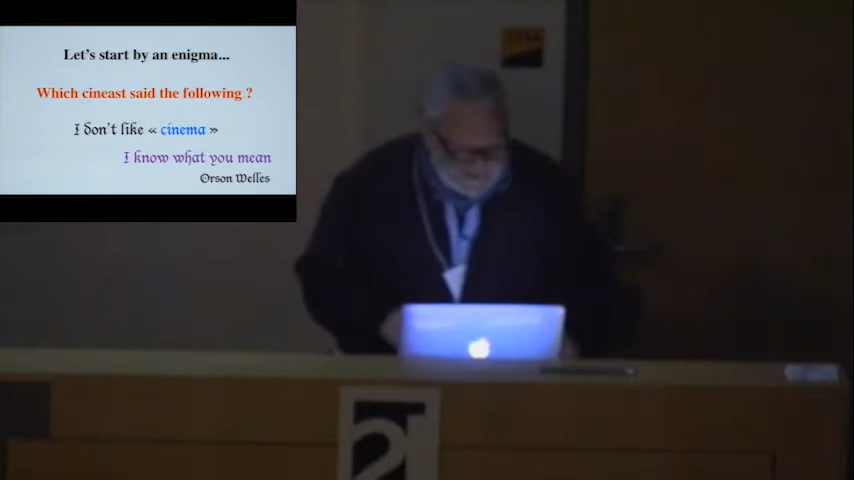 Let's start by an enigma...
Which cineast said the following ?
I don't like « cinema »
I know what you mean
Orson Welles